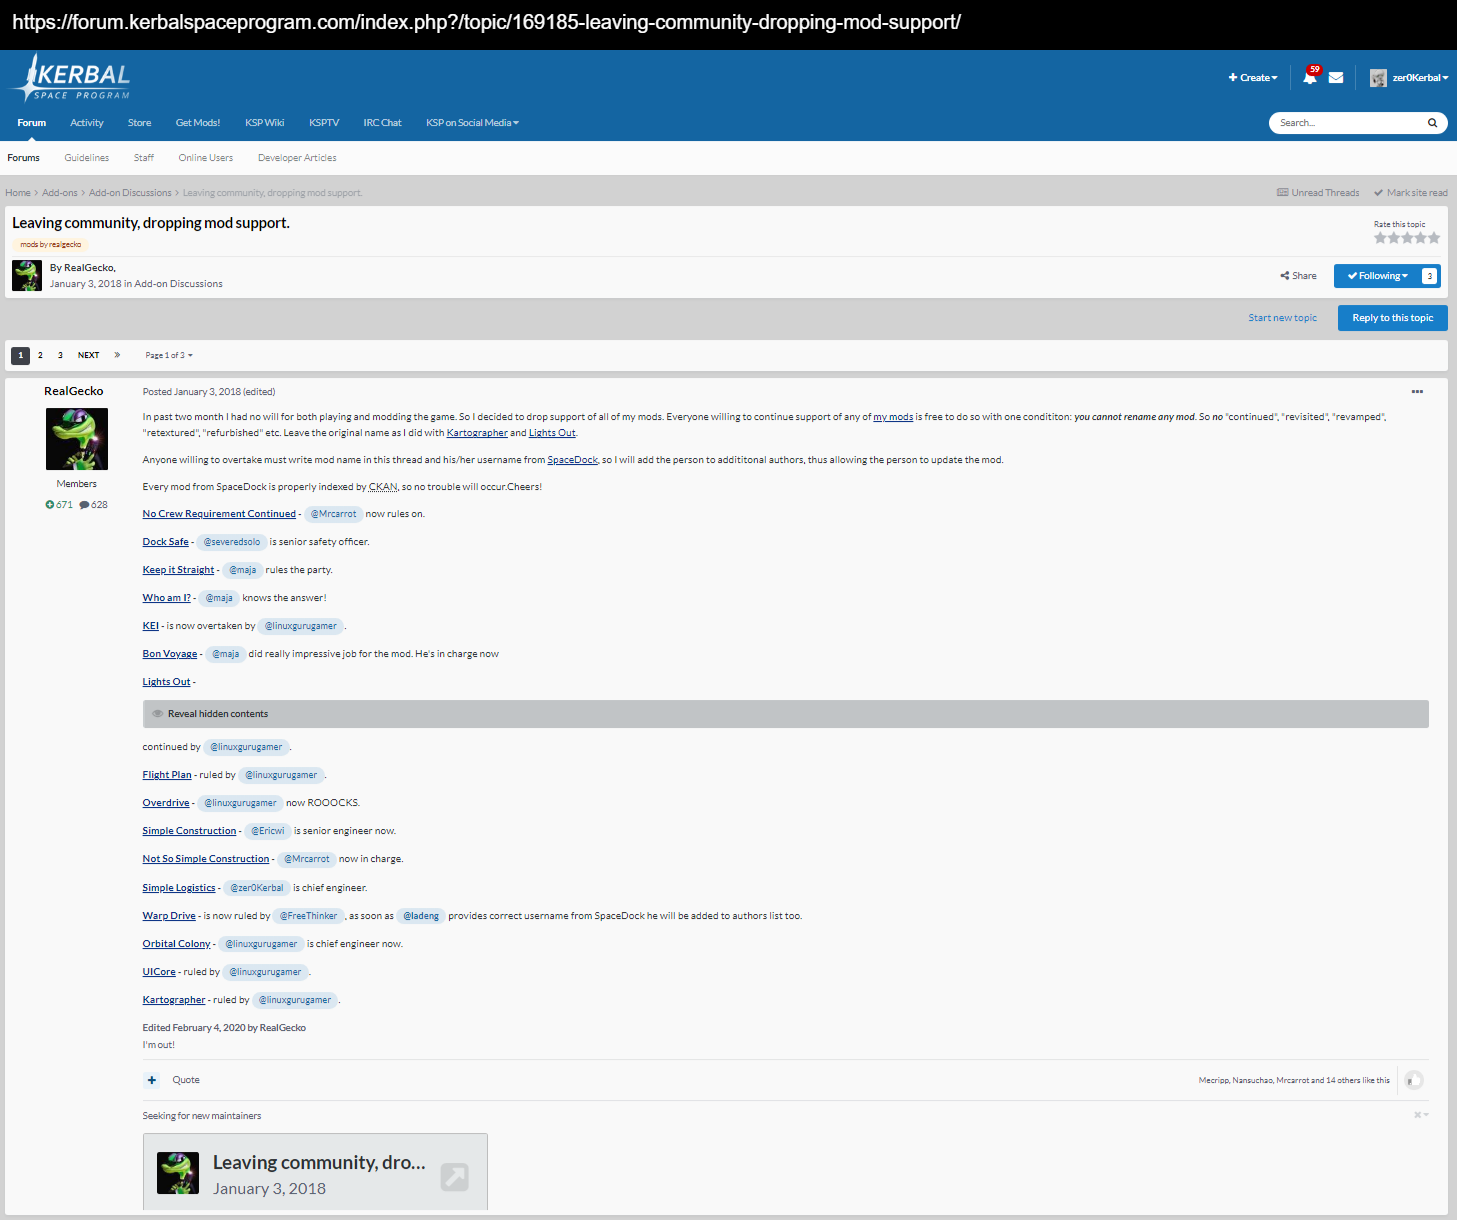 https://forum.kerbalspaceprogram.com/index.php?/topic/169185-leaving-community-dropping-mod-support/
KERBAL
SPACE PROGRAM
Create
59
zer0Kerbal
Forum Activity Store Get Mods! KSP Wiki KSPTV IRC Chat KSP on Social Media
Search...
Forums Guidelines Staff Online Users Developer Articles
Home > Add-ons > Add-on Discussions > Leaving community, dropping mod support.
Unread Threads Mark site read
Leaving community, dropping mod support.
mods by realgecko
Rate this topic
By RealGecko,
January 3, 2018 in Add-on Discussions
Share Following 3
Start new topic Reply to this topic
1 2 3 NEXT » Page 1 of 3
RealGecko
Members
671 628
Posted January 3, 2018 (edited)
In past two month I had no will for both playing and modding the game. So I decided to drop support of all of my mods. Everyone willing to continue support of any of my mods is free to do so with one condititon: you cannot rename any mod. So no "continued", "revisited", "revamped",
"retextured", "refurbished" etc. Leave the original name as I did with Kartographer and Lights Out.
Anyone willing to overtake must write mod name in this thread and his/her username from SpaceDock, so I will add the person to addititonal authors, thus allowing the person to update the mod.
Every mod from SpaceDock is properly indexed by CKAN, so no trouble will occur.Cheers!
No Crew Requirement Continued - @Mrcarrot now rules on.
Dock Safe - @severedsolo is senior safety officer.
Keep it Straight - @maja rules the party.
Who am I? - @maja knows the answer!
KEI - is now overtaken by @linuxgurugamer.
Bon Voyage - @maja did really impressive job for the mod. He's in charge now
Lights Out -
Reveal hidden contents
continued by @linuxgurugamer.
Flight Plan - ruled by @linuxgurugamer.
Overdrive - @linuxgurugamer now ROOOCKS.
Simple Construction - @Ericwi is senior engineer now.
Not So Simple Construction - @Mrcarrot now in charge.
Simple Logistics - @zer0Kerbal is chief engineer.
Warp Drive - is now ruled by @FreeThinker, as soon as @ladeng provides correct username from SpaceDock he will be added to authors list too.
Orbital Colony - @linuxgurugamer is chief engineer now.
UICore - ruled by @linuxgurugamer.
Kartographer - ruled by @linuxgurugamer.
Edited February 4, 2020 by RealGecko
I'm out!
+ Quote
Mecripp, Nansuchao, Mrcarrot and 14 others like this
Seeking for new maintainers
Leaving community, dro...
January 3, 2018